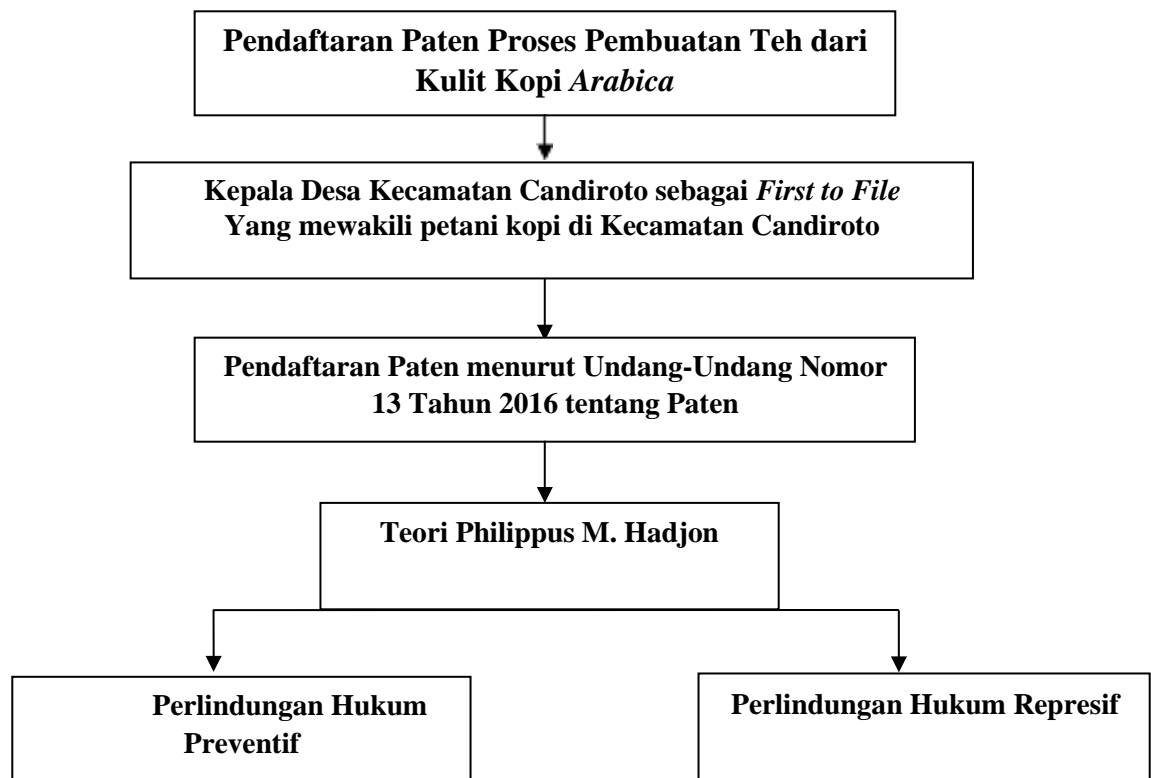 Pendaftaran Paten Proses Pembuatan Teh dari
Kulit Kopi Arabica
Kepala Desa Kecamatan Candiroto sebagai First to File
Yang mewakili petani kopi di Kecamatan Candiroto
Pendaftaran Paten menurut Undang-Undang Nomor
13 Tahun 2016 tentang Paten
Teori Philippus M. Hadjon
Perlindungan Hukum
Preventif
Perlindungan Hukum Represif